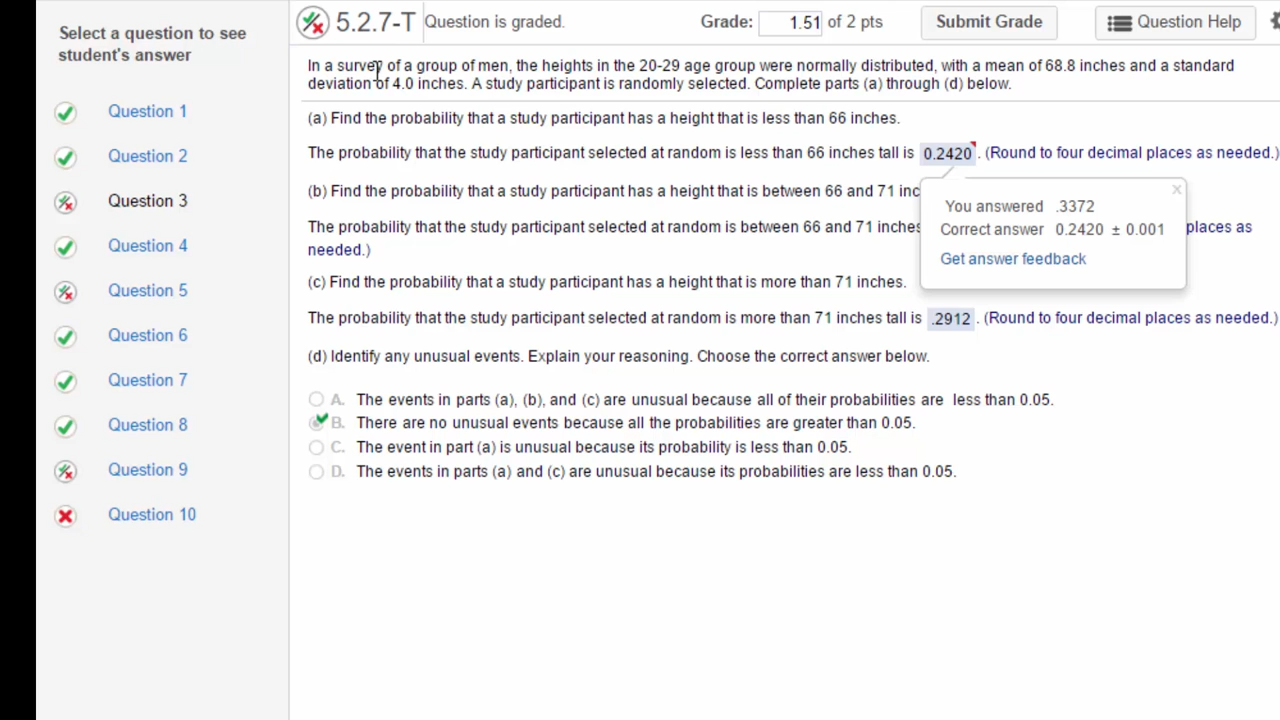 Select a question to see
student's answer
Question 1
Question 2
Question 3
Question 4
Question 5
Question 6
Question 7
Question 8
Question 9
Question 10
5.2.7-T Question is graded. Grade: 1.51 of 2 pts Submit Grade Question Help
In a survey of a group of men, the heights in the 20-29 age group were normally distributed, with a mean of 68.8 inches and a standard
deviation of 4.0 inches. A study participant is randomly selected. Complete parts (a) through (d) below.
(a) Find the probability that a study participant has a height that is less than 66 inches.
The probability that the study participant selected at random is less than 66 inches tall is 0.2420. (Round to four decimal places as needed.)
(b) Find the probability that a study participant has a height that is between 66 and 71 inc
The probability that the study participant selected at random is between 66 and 71 inches places as
needed.)
x
You answered .3372
Correct answer 0.2420 ± 0.001
Get answer feedback
(c) Find the probability that a study participant has a height that is more than 71 inches.
The probability that the study participant selected at random is more than 71 inches tall is .2912. (Round to four decimal places as needed.)
(d) Identify any unusual events. Explain your reasoning. Choose the correct answer below.
A. The events in parts (a), (b), and (c) are unusual because all of their probabilities are less than 0.05.
B. There are no unusual events because all the probabilities are greater than 0.05.
C. The event in part (a) is unusual because its probability is less than 0.05.
D. The events in parts (a) and (c) are unusual because its probabilities are less than 0.05.